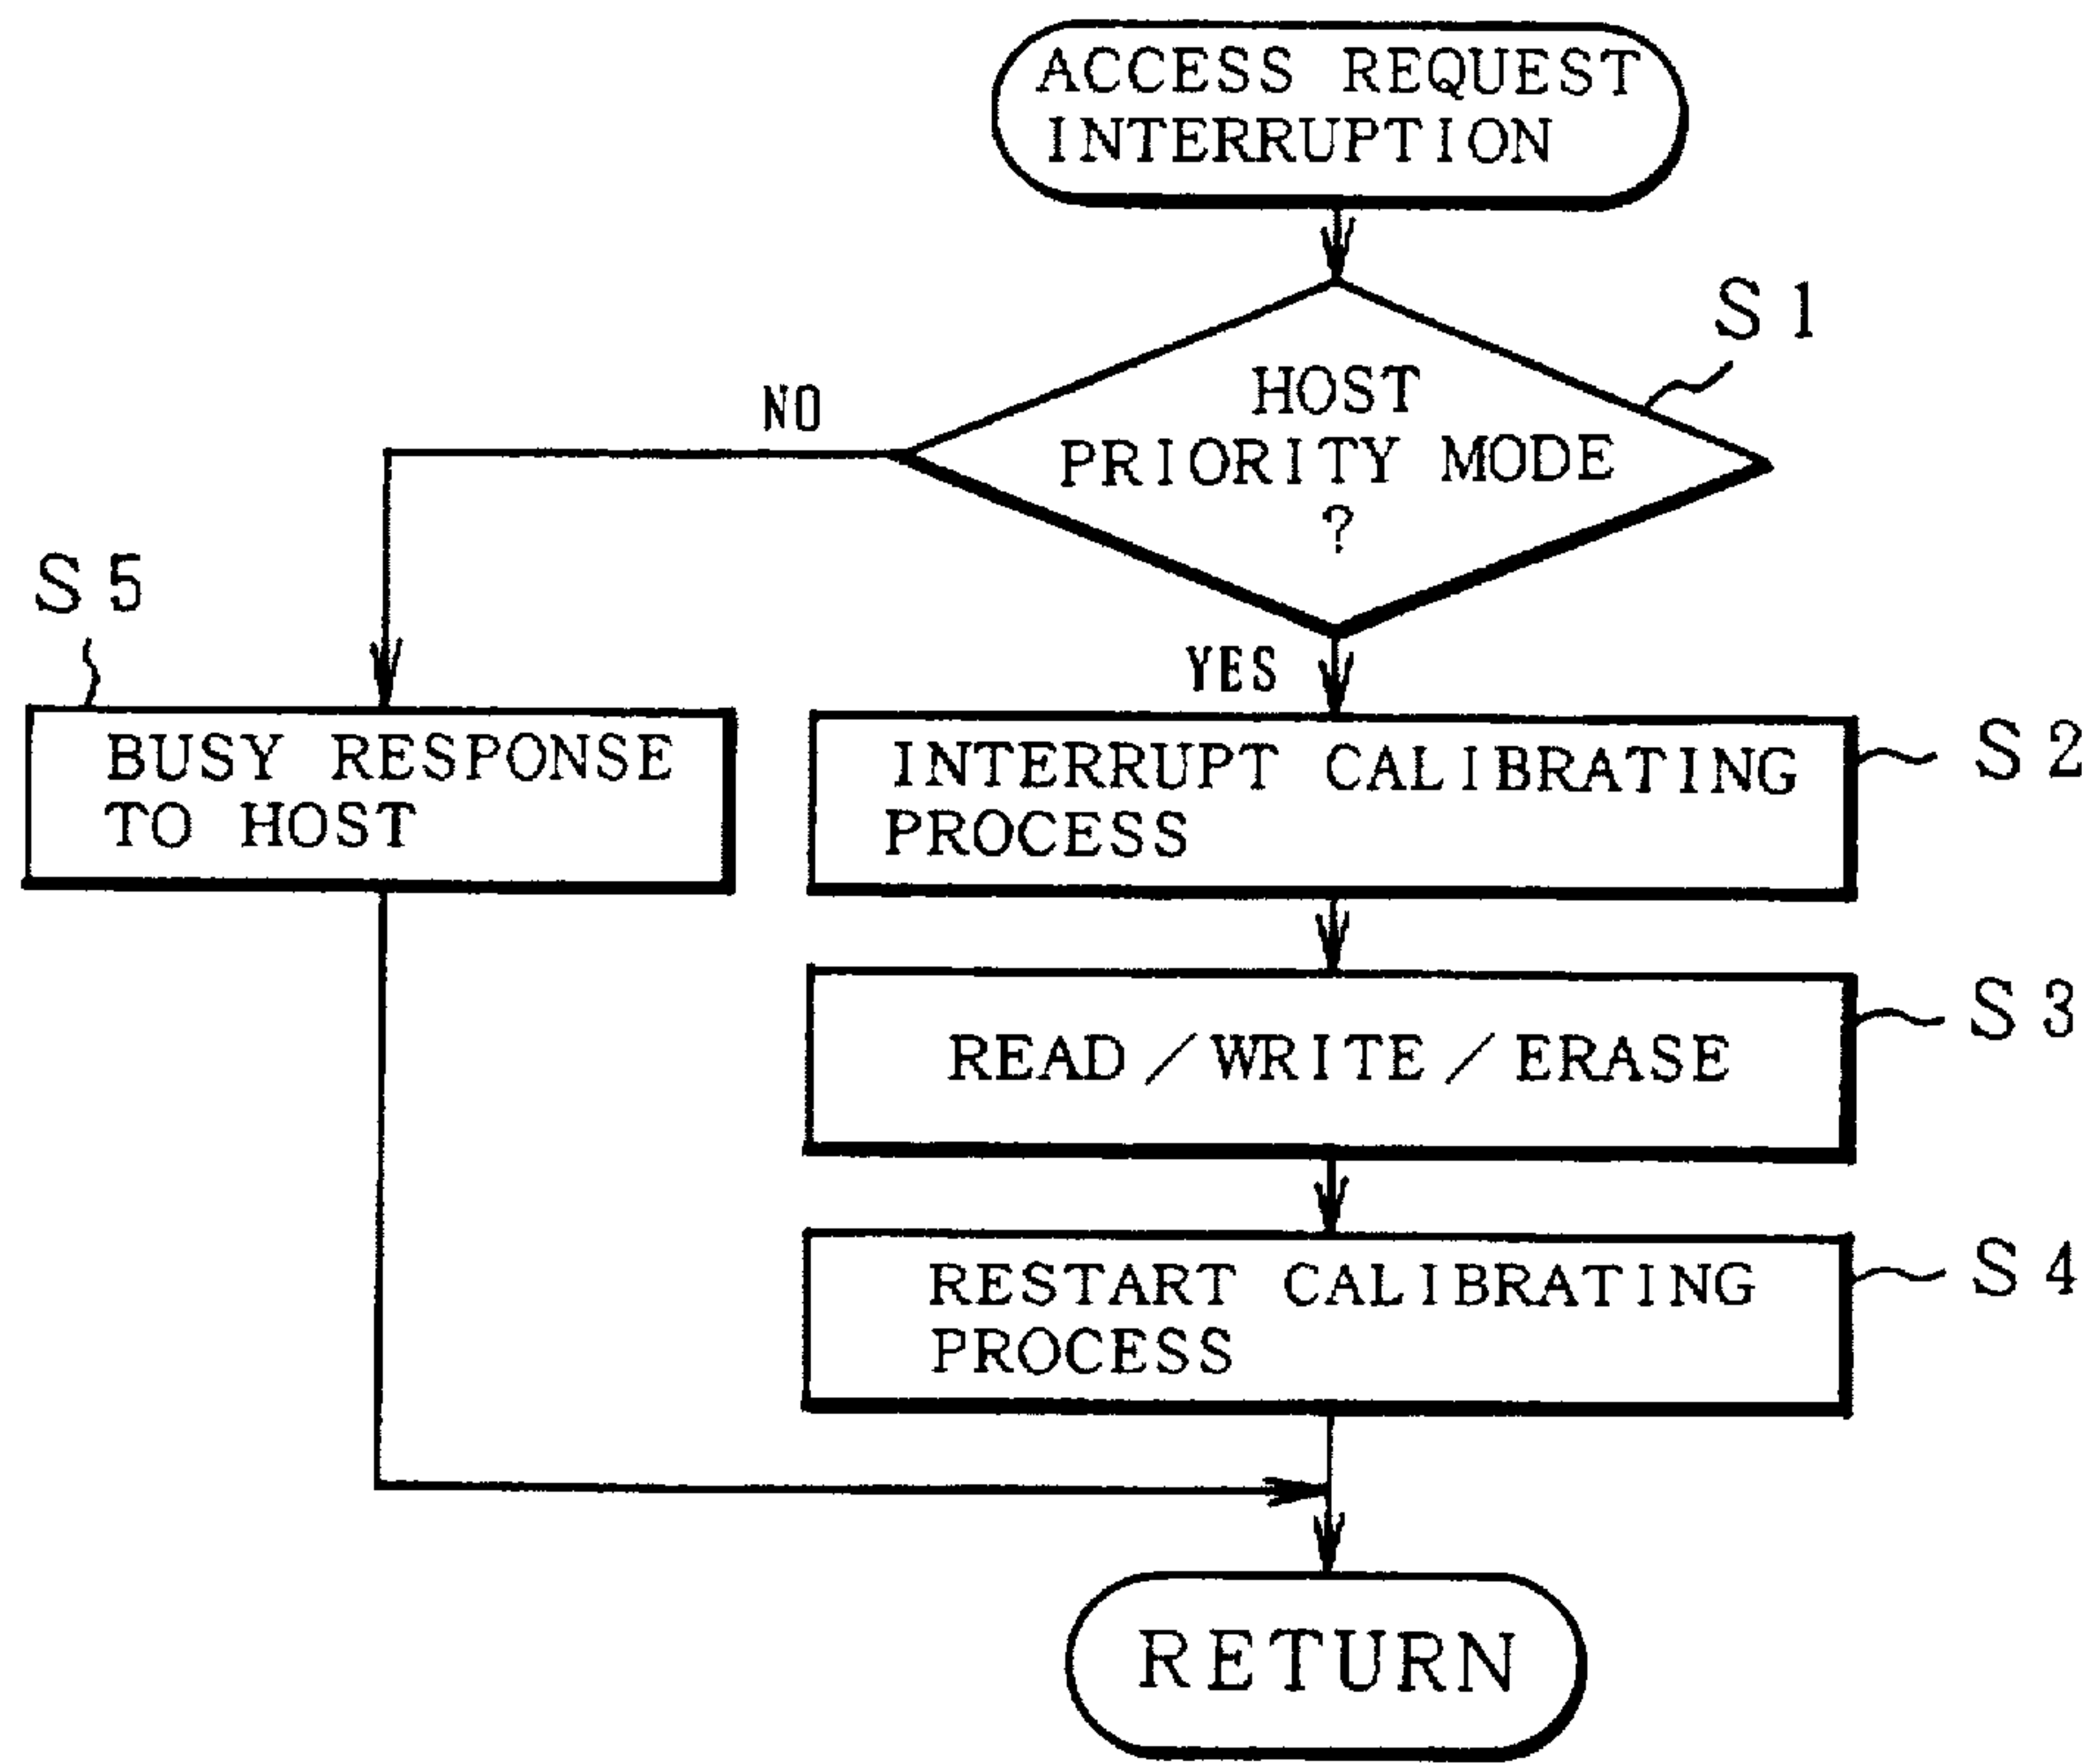 ACCESS REQUEST
INTERRUPTION
S1
HOST
PRIORITY MODE
?
NO
YES
S5
BUSY RESPONSE
TO HOST
INTERRUPT CALIBRATING
PROCESS
S2
READ/WRITE/ERASE
S3
RESTART CALIBRATING
PROCESS
S4
RETURN